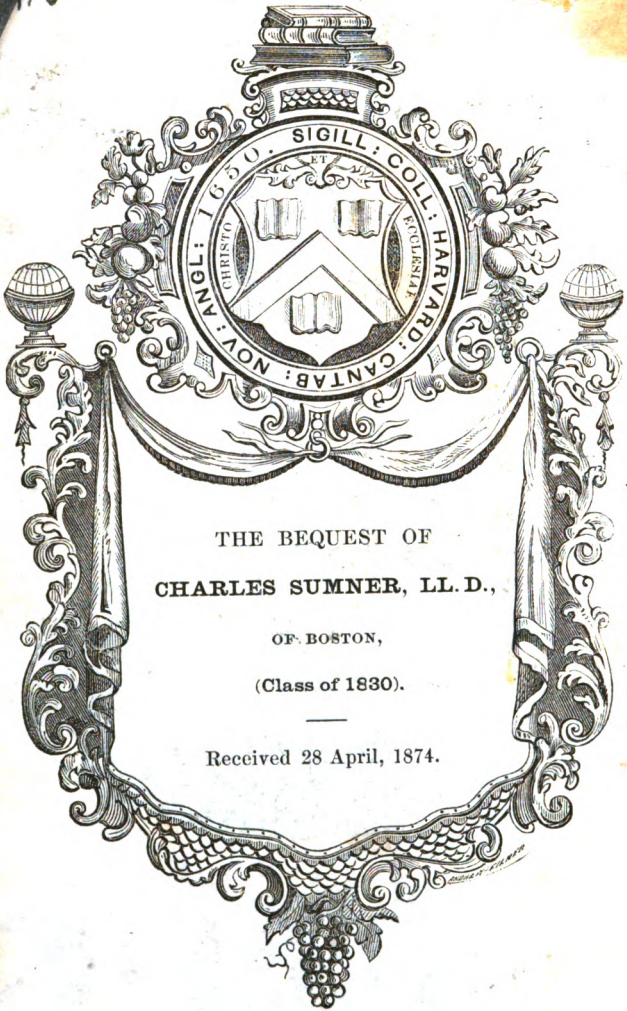 1650. SIGILL: COLL: HARVARD: CANTAB: NOV: ANGL:
CHRISTO ET ECCLESIAE
THE BEQUEST OF
CHARLES SUMNER, LL. D.,
OF BOSTON,
(Class of 1830).
Received 28 April, 1874.